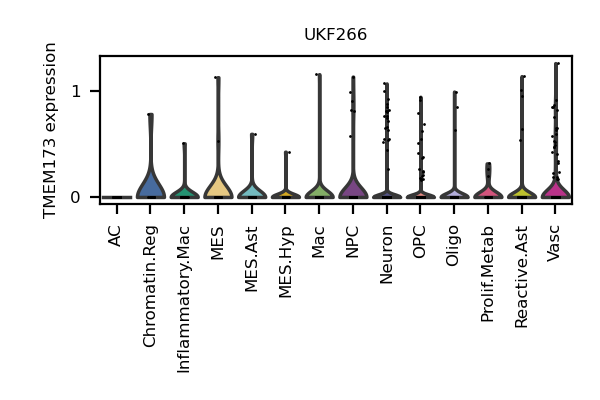 UKF266
TMEM173 expression
1
0
AC
Chromatin.Reg
Inflammatory.Mac
MES
MES.Ast
MES.Hyp
Mac
NPC
Neuron
OPC
Oligo
Prolif.Metab
Reactive.Ast
Vasc